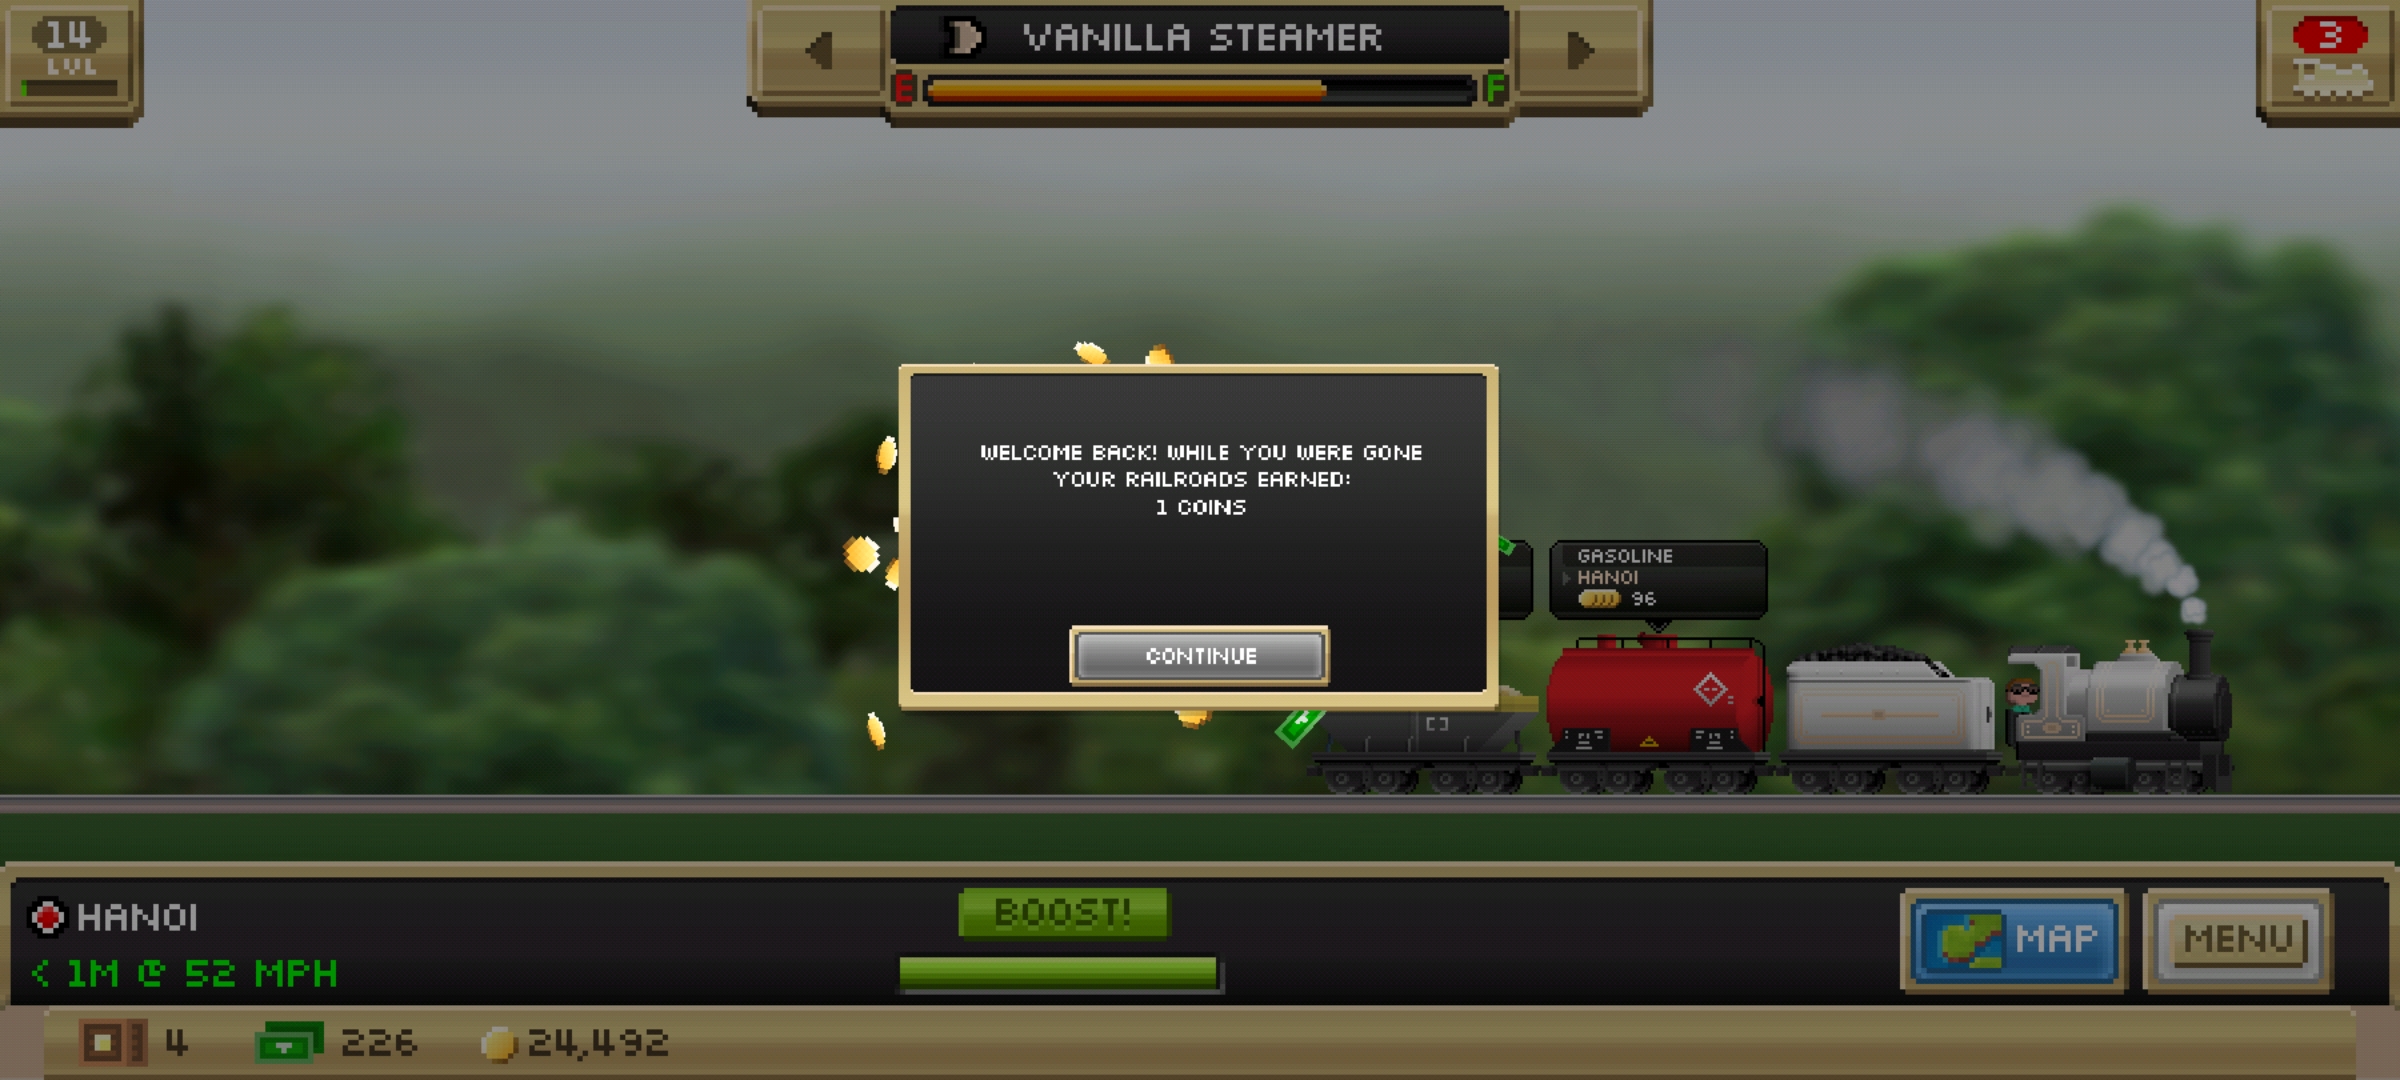 14
LVL
VANILLA STEAMER
E
F
3
WELCOME BACK! WHILE YOU WERE GONE
YOUR RAILROADS EARNED:
1 COINS
CONTINUE
GASOLINE
HANOI
96
HANOI
< 1M @ 52 MPH
BOOST!
MAP
MENU
4
226
24,492